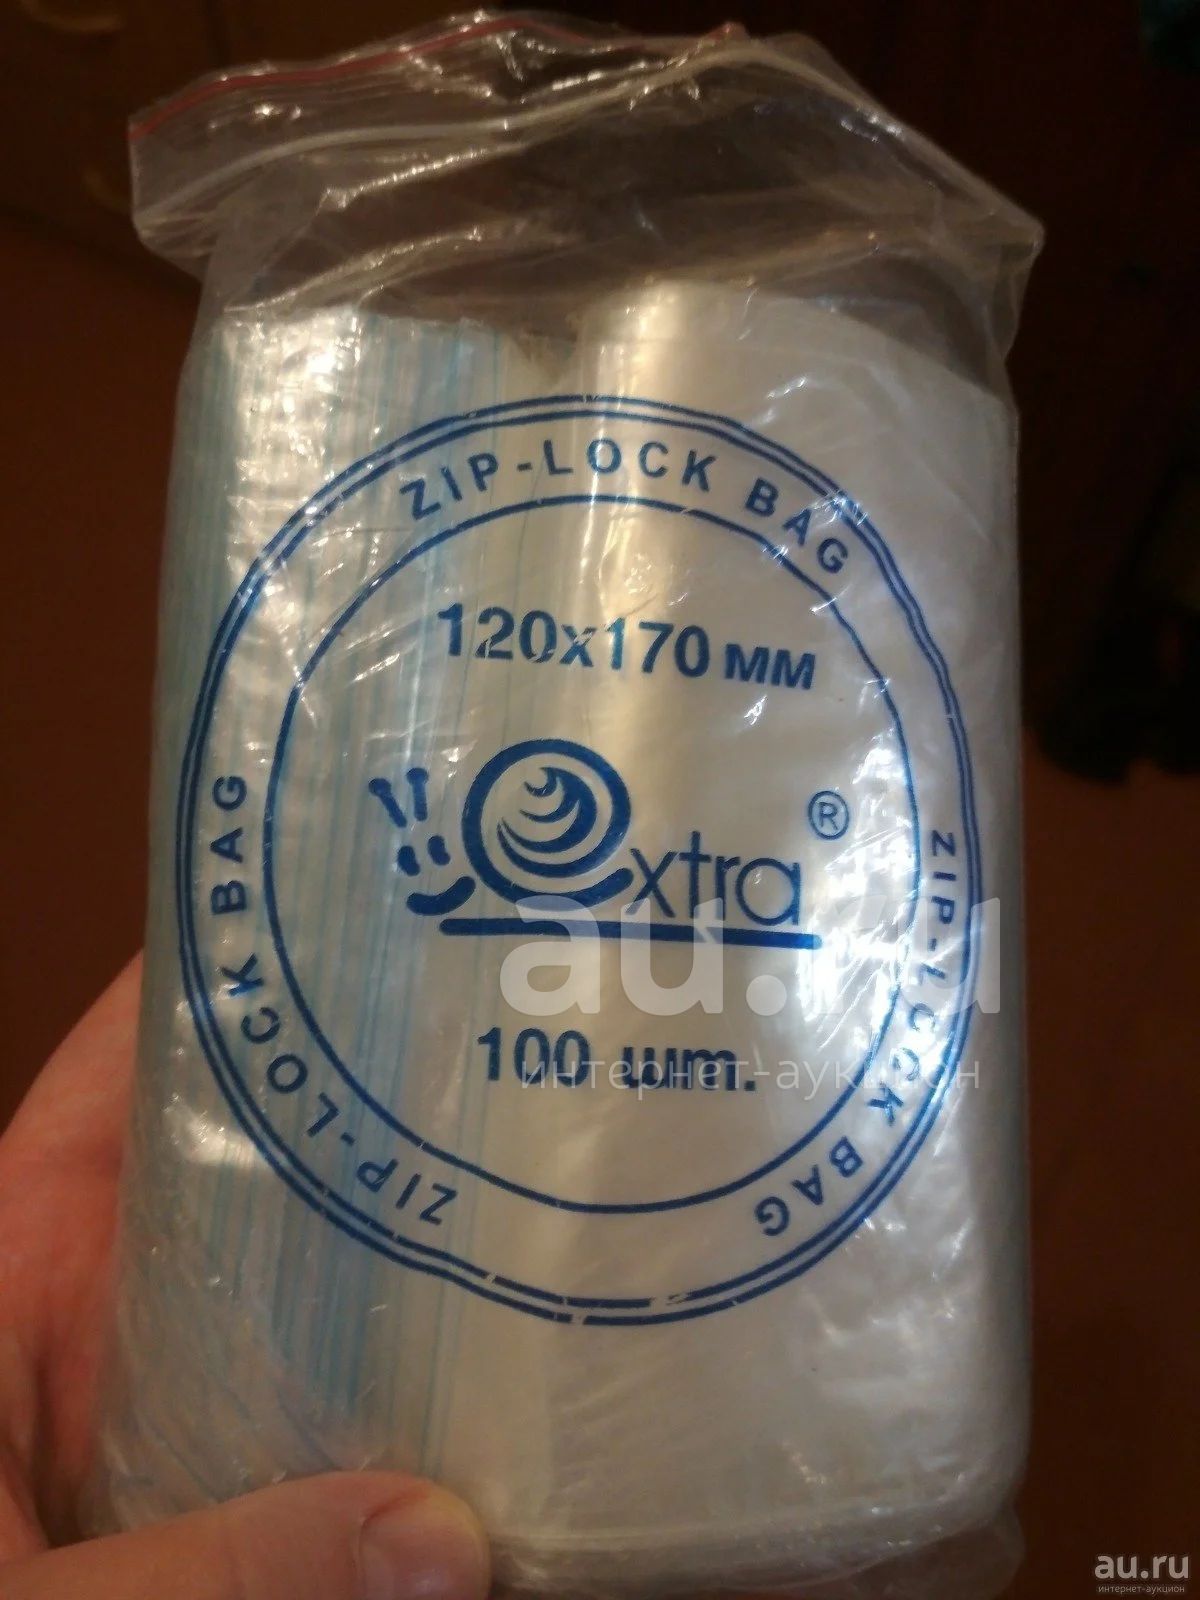 ZIP-LOCK BAG
120x170 мм
extra ®
100 шт.
ZIP-LOCK BAG
ZIP-LOCK BAG
au.ru
интернет-аукцион
au.ru
интернет-аукцион